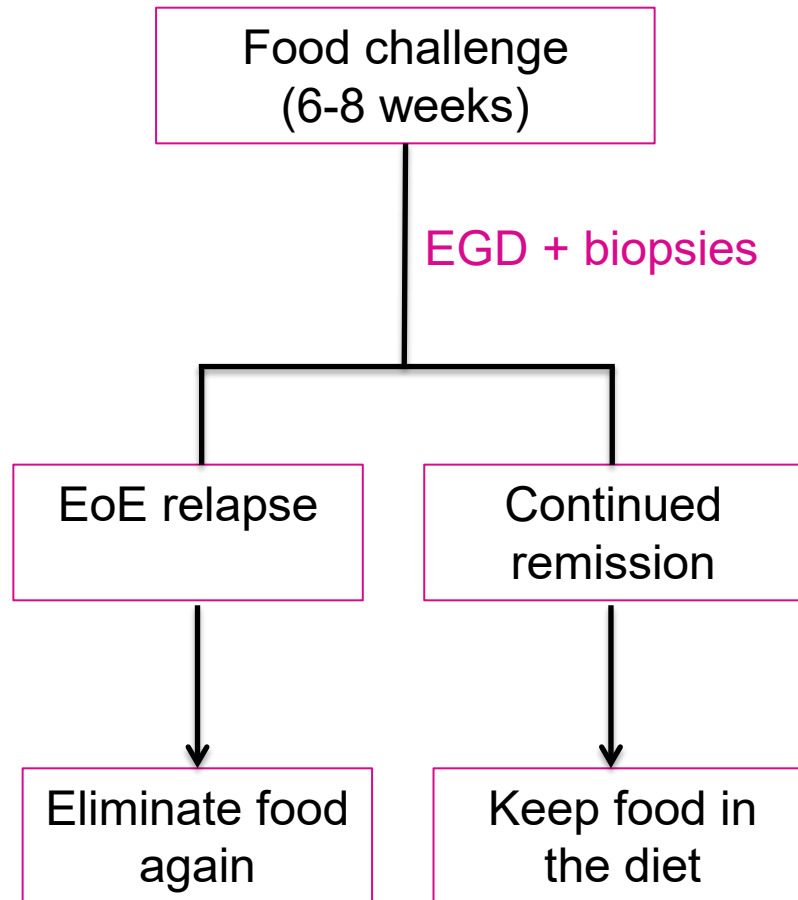 Food challenge
(6-8 weeks)
EGD + biopsies
EoE relapse
Continued
remission
Eliminate food
again
Keep food in
the diet